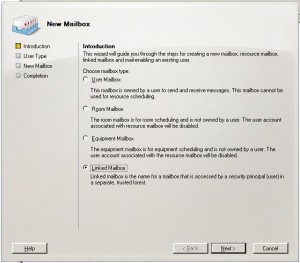 New Mailbox
Introduction
User Type
New Mailbox
Completion
Introduction
This wizard will guide you through the steps for creating a new mailbox, resource mailbox,
linked mailbox and mail-enabling an existing user.
Choose mailbox type.
User Mailbox
This mailbox is owned by a user to send and receive messages. This mailbox cannot
be used for resource scheduling.
Room Mailbox
The room mailbox is for room scheduling and is not owned by a user. The user account
associated with resource mailbox will be disabled.
Equipment Mailbox
The equipment mailbox is for equipment scheduling and is not owned by a user. The
user account associated with the resource mailbox will be disabled.
Linked Mailbox
Linked mailbox is the name for a mailbox that is accessed by a security principal (user) in
a separate, trusted forest.
Help
< Back
Next >
Cancel